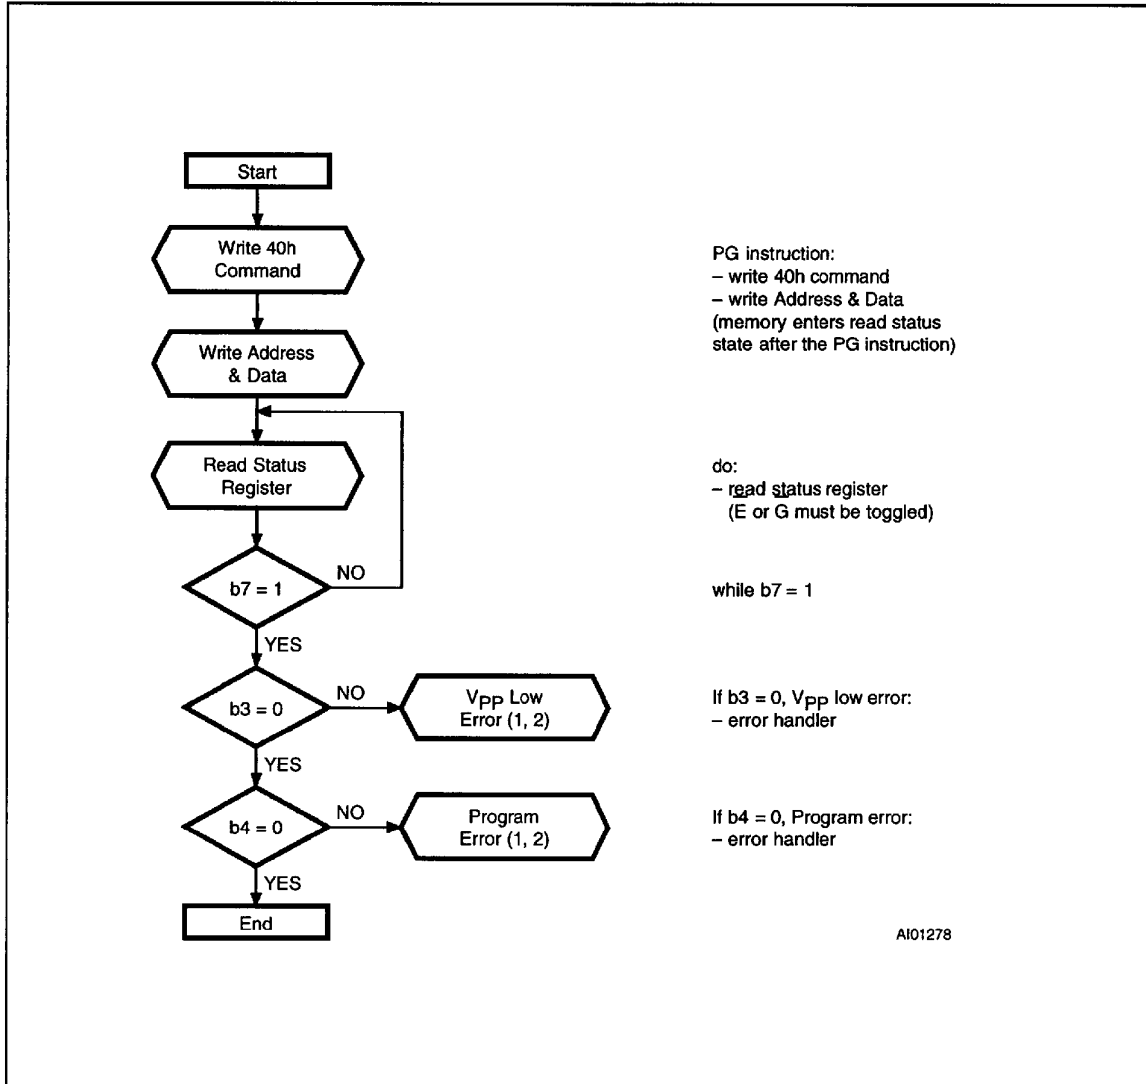 Start
Write 40h
Command
PG instruction:
– write 40h command
– write Address & Data
(memory enters read status
state after the PG instruction)
Write Address
& Data
Read Status
Register
do:
– read status register
(E or G must be toggled)
b7 = 1
NO
while b7 = 1
YES
b3 = 0
NO
VPP Low
Error (1, 2)
If b3 = 0, VPP low error:
– error handler
YES
b4 = 0
NO
Program
Error (1, 2)
If b4 = 0, Program error:
– error handler
YES
End
AI01278